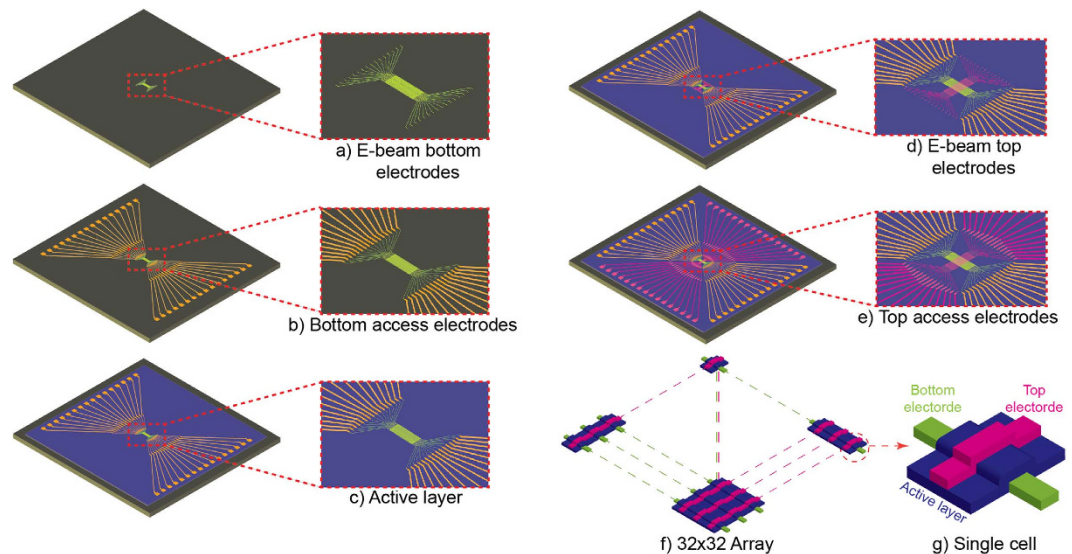 a) E-beam bottom
electrodes
b) Bottom access electrodes
c) Active layer
d) E-beam top
electrodes
e) Top access electrodes
f) 32x32 Array
Bottom
electorde
Top
electorde
Active layer
g) Single cell